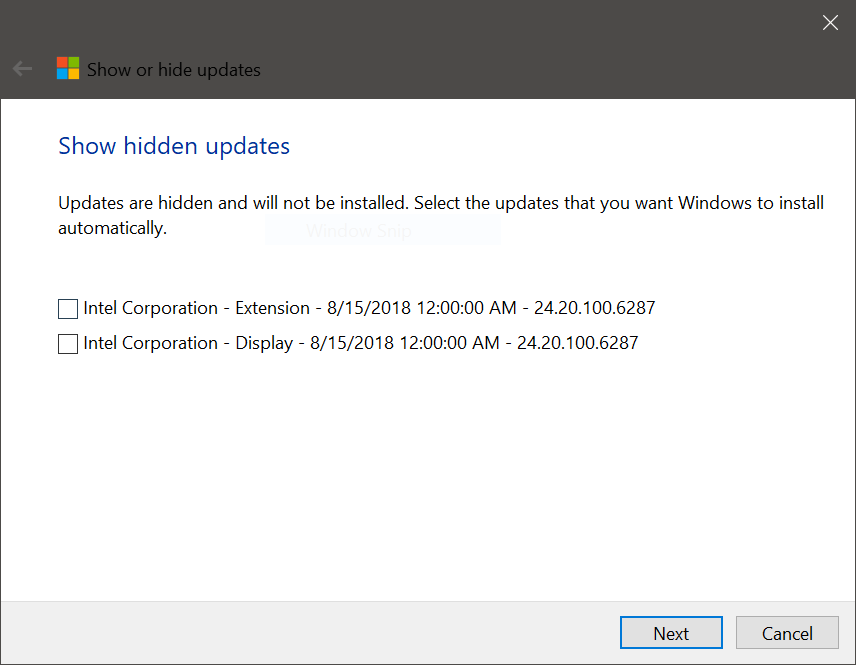 Show or hide updates
Show hidden updates
Updates are hidden and will not be installed. Select the updates that you want Windows to install
automatically.
Window Snip
Intel Corporation - Extension - 8/15/2018 12:00:00 AM - 24.20.100.6287
Intel Corporation - Display - 8/15/2018 12:00:00 AM - 24.20.100.6287
Next
Cancel